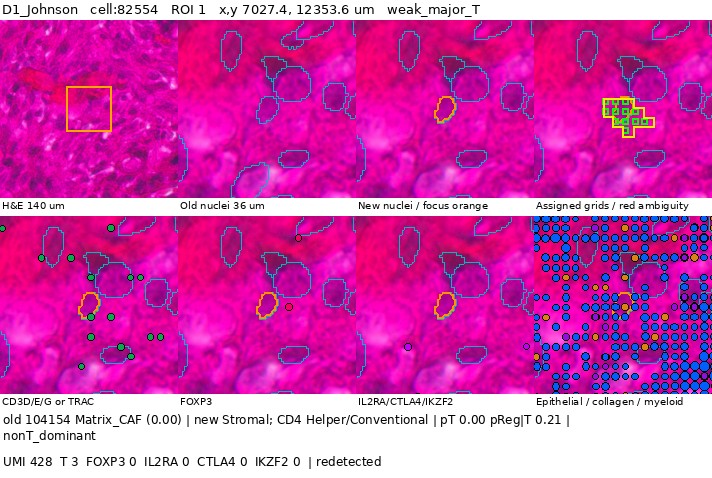 D1_Johnson   cell:82554   ROI 1   x,y 7027.4, 12353.6 um   weak_major_T
H&E 140 um
Old nuclei 36 um
New nuclei / focus orange
Assigned grids / red ambiguity
CD3D/E/G or TRAC
FOXP3
IL2RA/CTLA4/IKZF2
Epithelial / collagen / myeloid
old 104154 Matrix_CAF (0.00) | new Stromal; CD4 Helper/Conventional | pT 0.00 pReg|T 0.21 |
nonT_dominant
UMI 428  T 3  FOXP3 0  IL2RA 0  CTLA4 0  IKZF2 0  | redetected